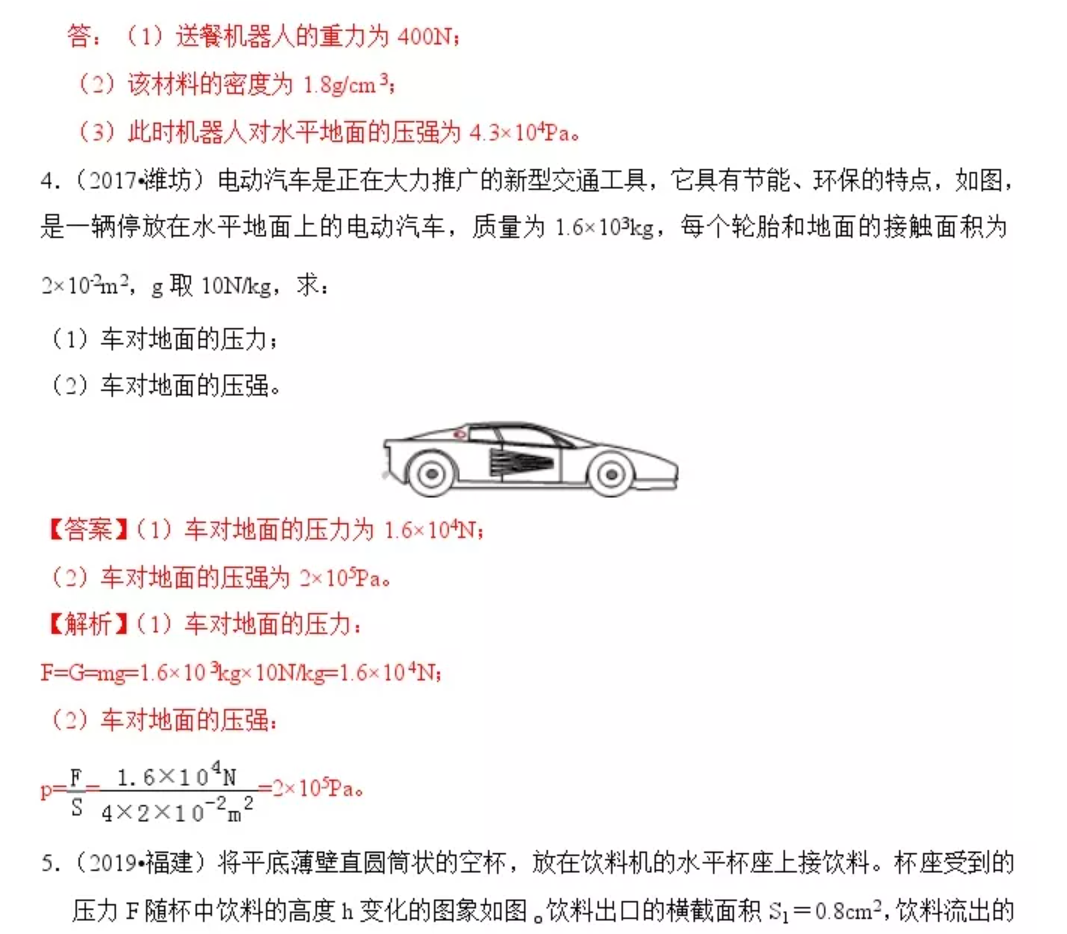 答：（1）送餐机器人的重力为 400N；
（2）该材料的密度为 1.8g/cm³；
（3）此时机器人对水平地面的压强为 4.3×10⁴Pa。
4.（2017•潍坊）电动汽车是正在大力推广的新型交通工具，它具有节能、环保的特点，如图，
是一辆停放在水平地面上的电动汽车，质量为 1.6×10³kg，每个轮胎和地面的接触面积为
2×10⁻²m²，g 取 10N/kg，求：
（1）车对地面的压力；
（2）车对地面的压强。
【答案】（1）车对地面的压力为 1.6×10⁴N；
（2）车对地面的压强为 2×10⁵Pa。
【解析】（1）车对地面的压力：
F=G=mg=1.6×10³kg×10N/kg=1.6×10⁴N；
（2）车对地面的压强：
p=F/S=1.6×10⁴N/4×2×10⁻²m²=2×10⁵Pa。
5.（2019•福建）将平底薄壁直圆筒状的空杯，放在饮料机的水平杯座上接饮料。杯座受到的
压力 F 随杯中饮料的高度 h 变化的图象如图。饮料出口的横截面积 S₁＝0.8cm²，饮料流出的